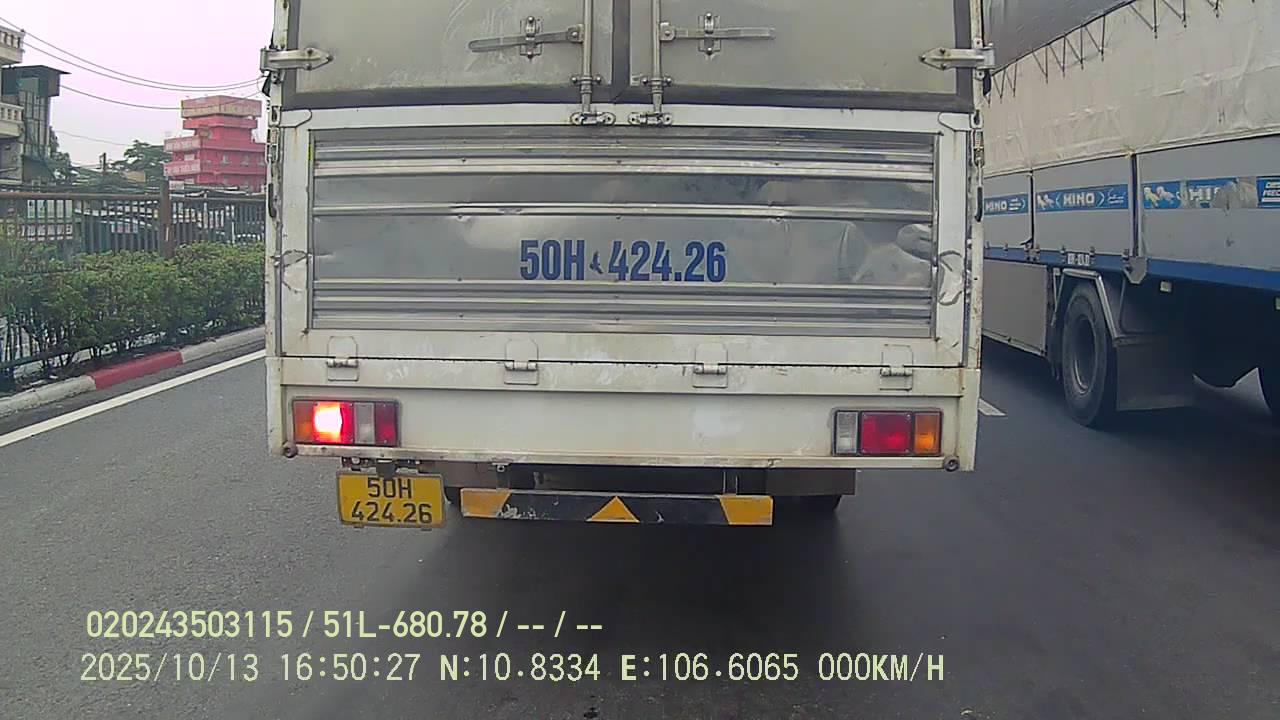 50H 424.26
HINO
HINO
50H
424.26
020243503115 / 51L-680.78 / -- / --
2025/10/13 16:50:27 N:10.8334 E:106.6065 000KM/H